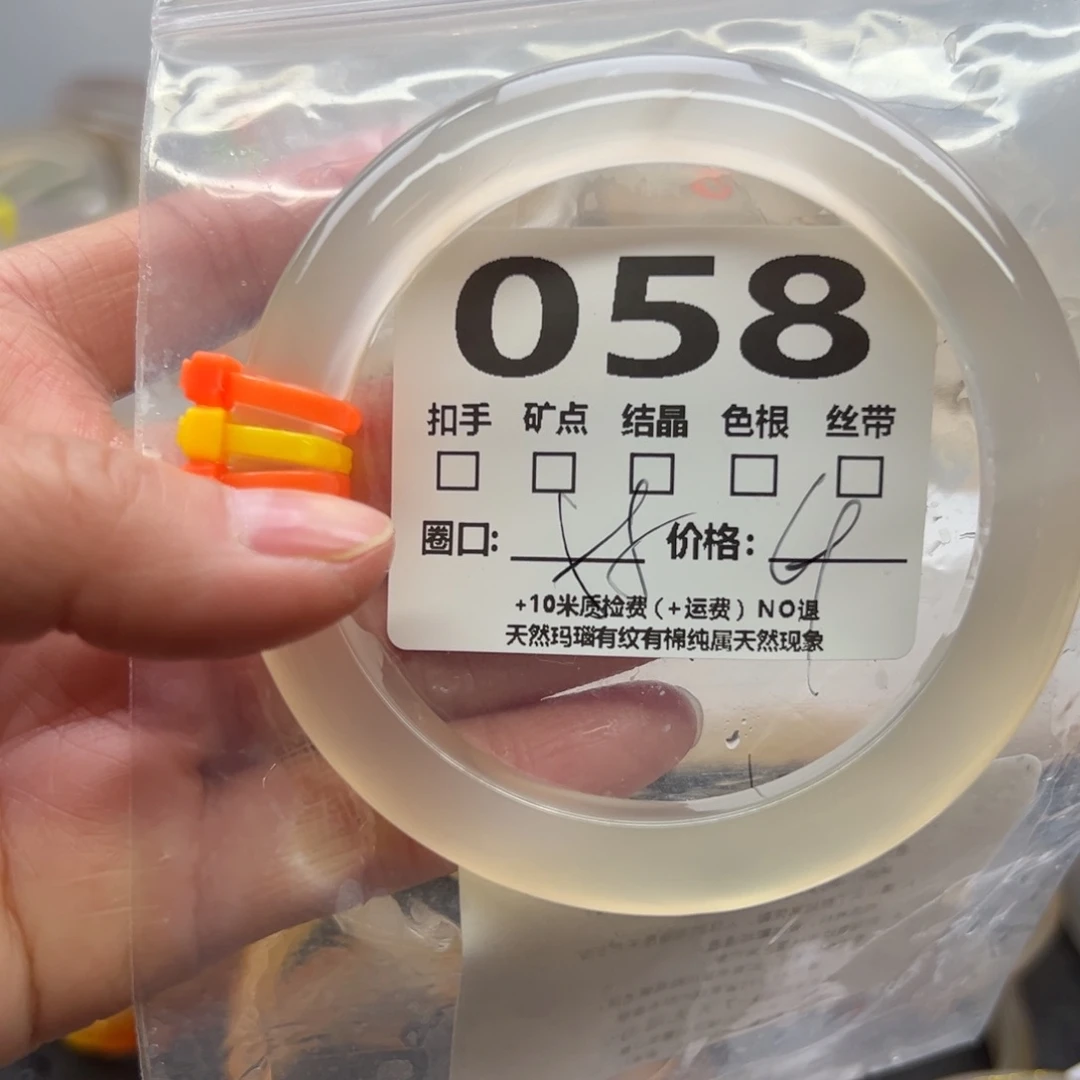 058
扣手 矿点 结晶 色根 丝带
圈口: 58 价格:
+10米质检费(+运费) NO退
天然玛瑙有纹有棉纯属天然现象